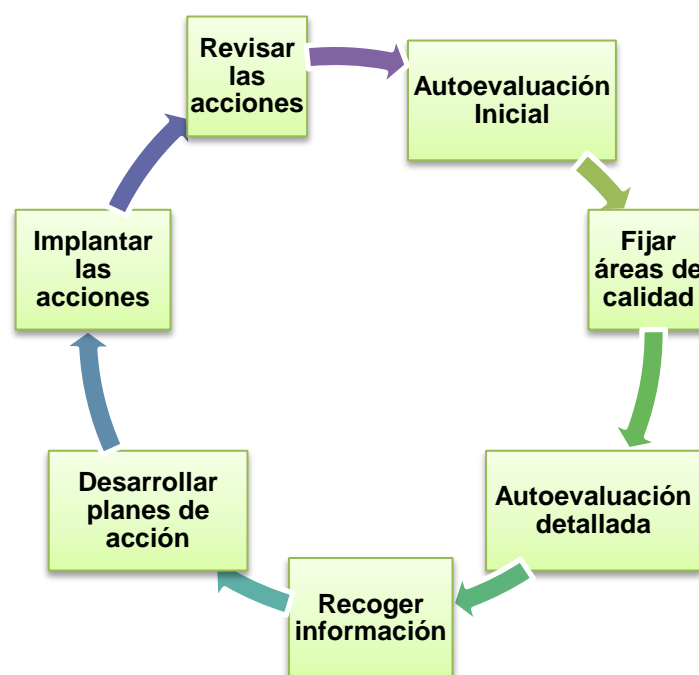 Revisar
las
acciones
Autoevaluación
Inicial
Fijar
áreas de
calidad
Autoevaluación
detallada
Recoger
información
Desarrollar
planes de
acción
Implantar
las
acciones